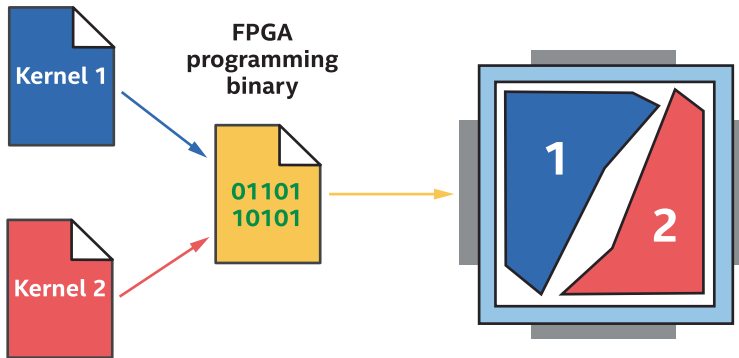 Kernel 1
FPGA
programming
binary
01101
10101
Kernel 2
1
2